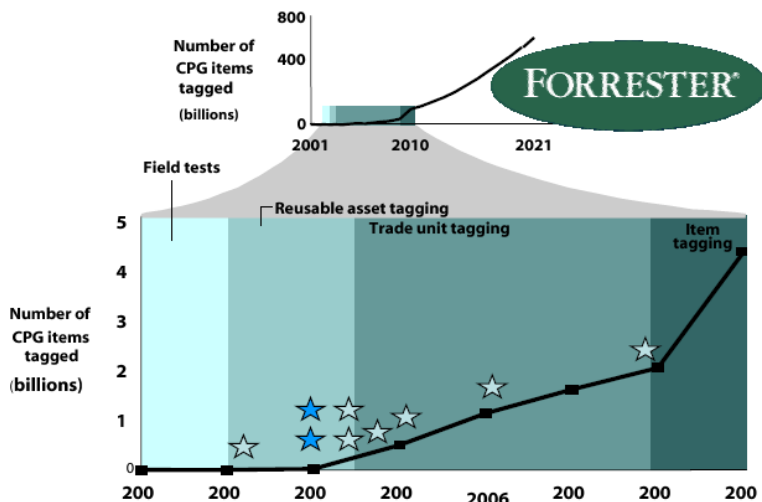 800
Number of
CPG items
tagged
(billions)
400
0
2001
2010
2021
FORRESTER®
Field tests
Reusable asset tagging
Trade unit tagging
Item
tagging
5
4
3
2
1
0
Number of
CPG items
tagged
(billions)
200
200
200
200
2006
200
200
200